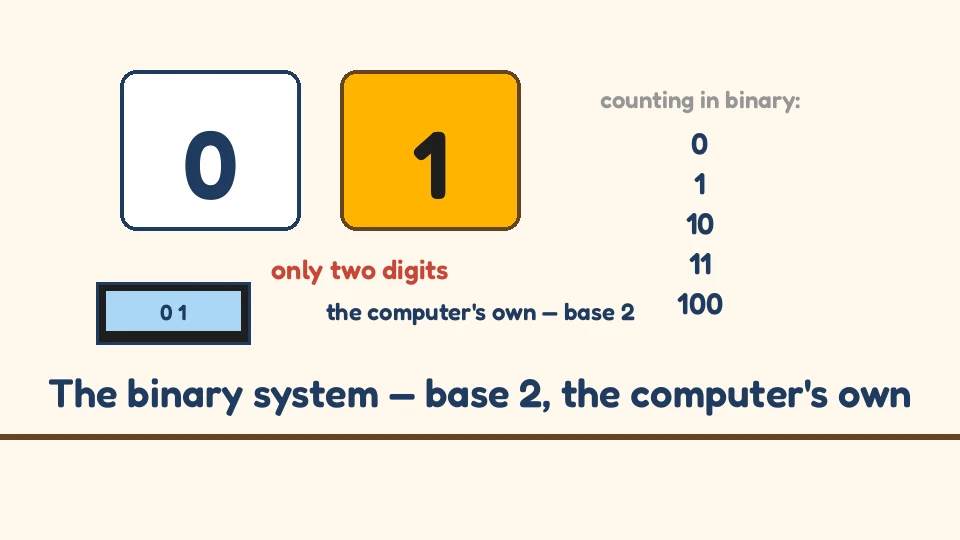 0 1
counting in binary:
0
1
10
11
100
only two digits
0 1
the computer's own — base 2
The binary system — base 2, the computer's own